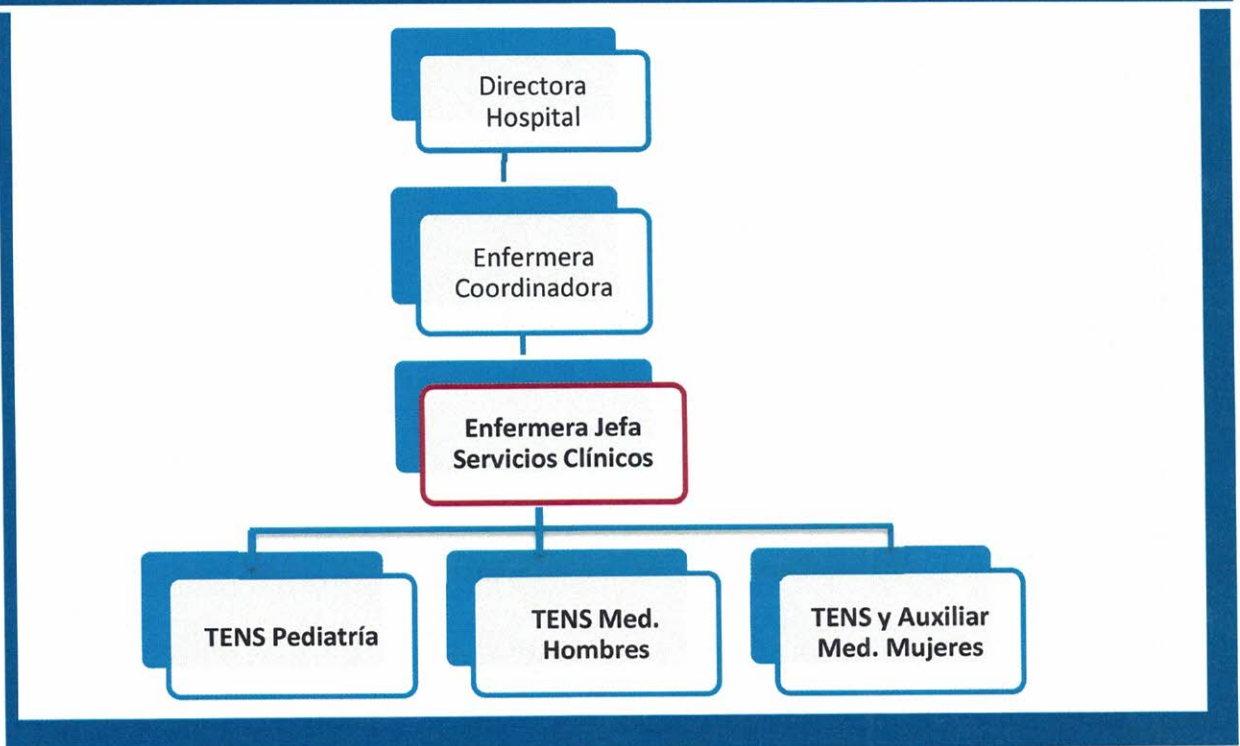 Directora
Hospital
Enfermera
Coordinadora
Enfermera Jefa
Servicios Clínicos
TENS Pediatría
TENS Med.
Hombres
TENS y Auxiliar
Med. Mujeres